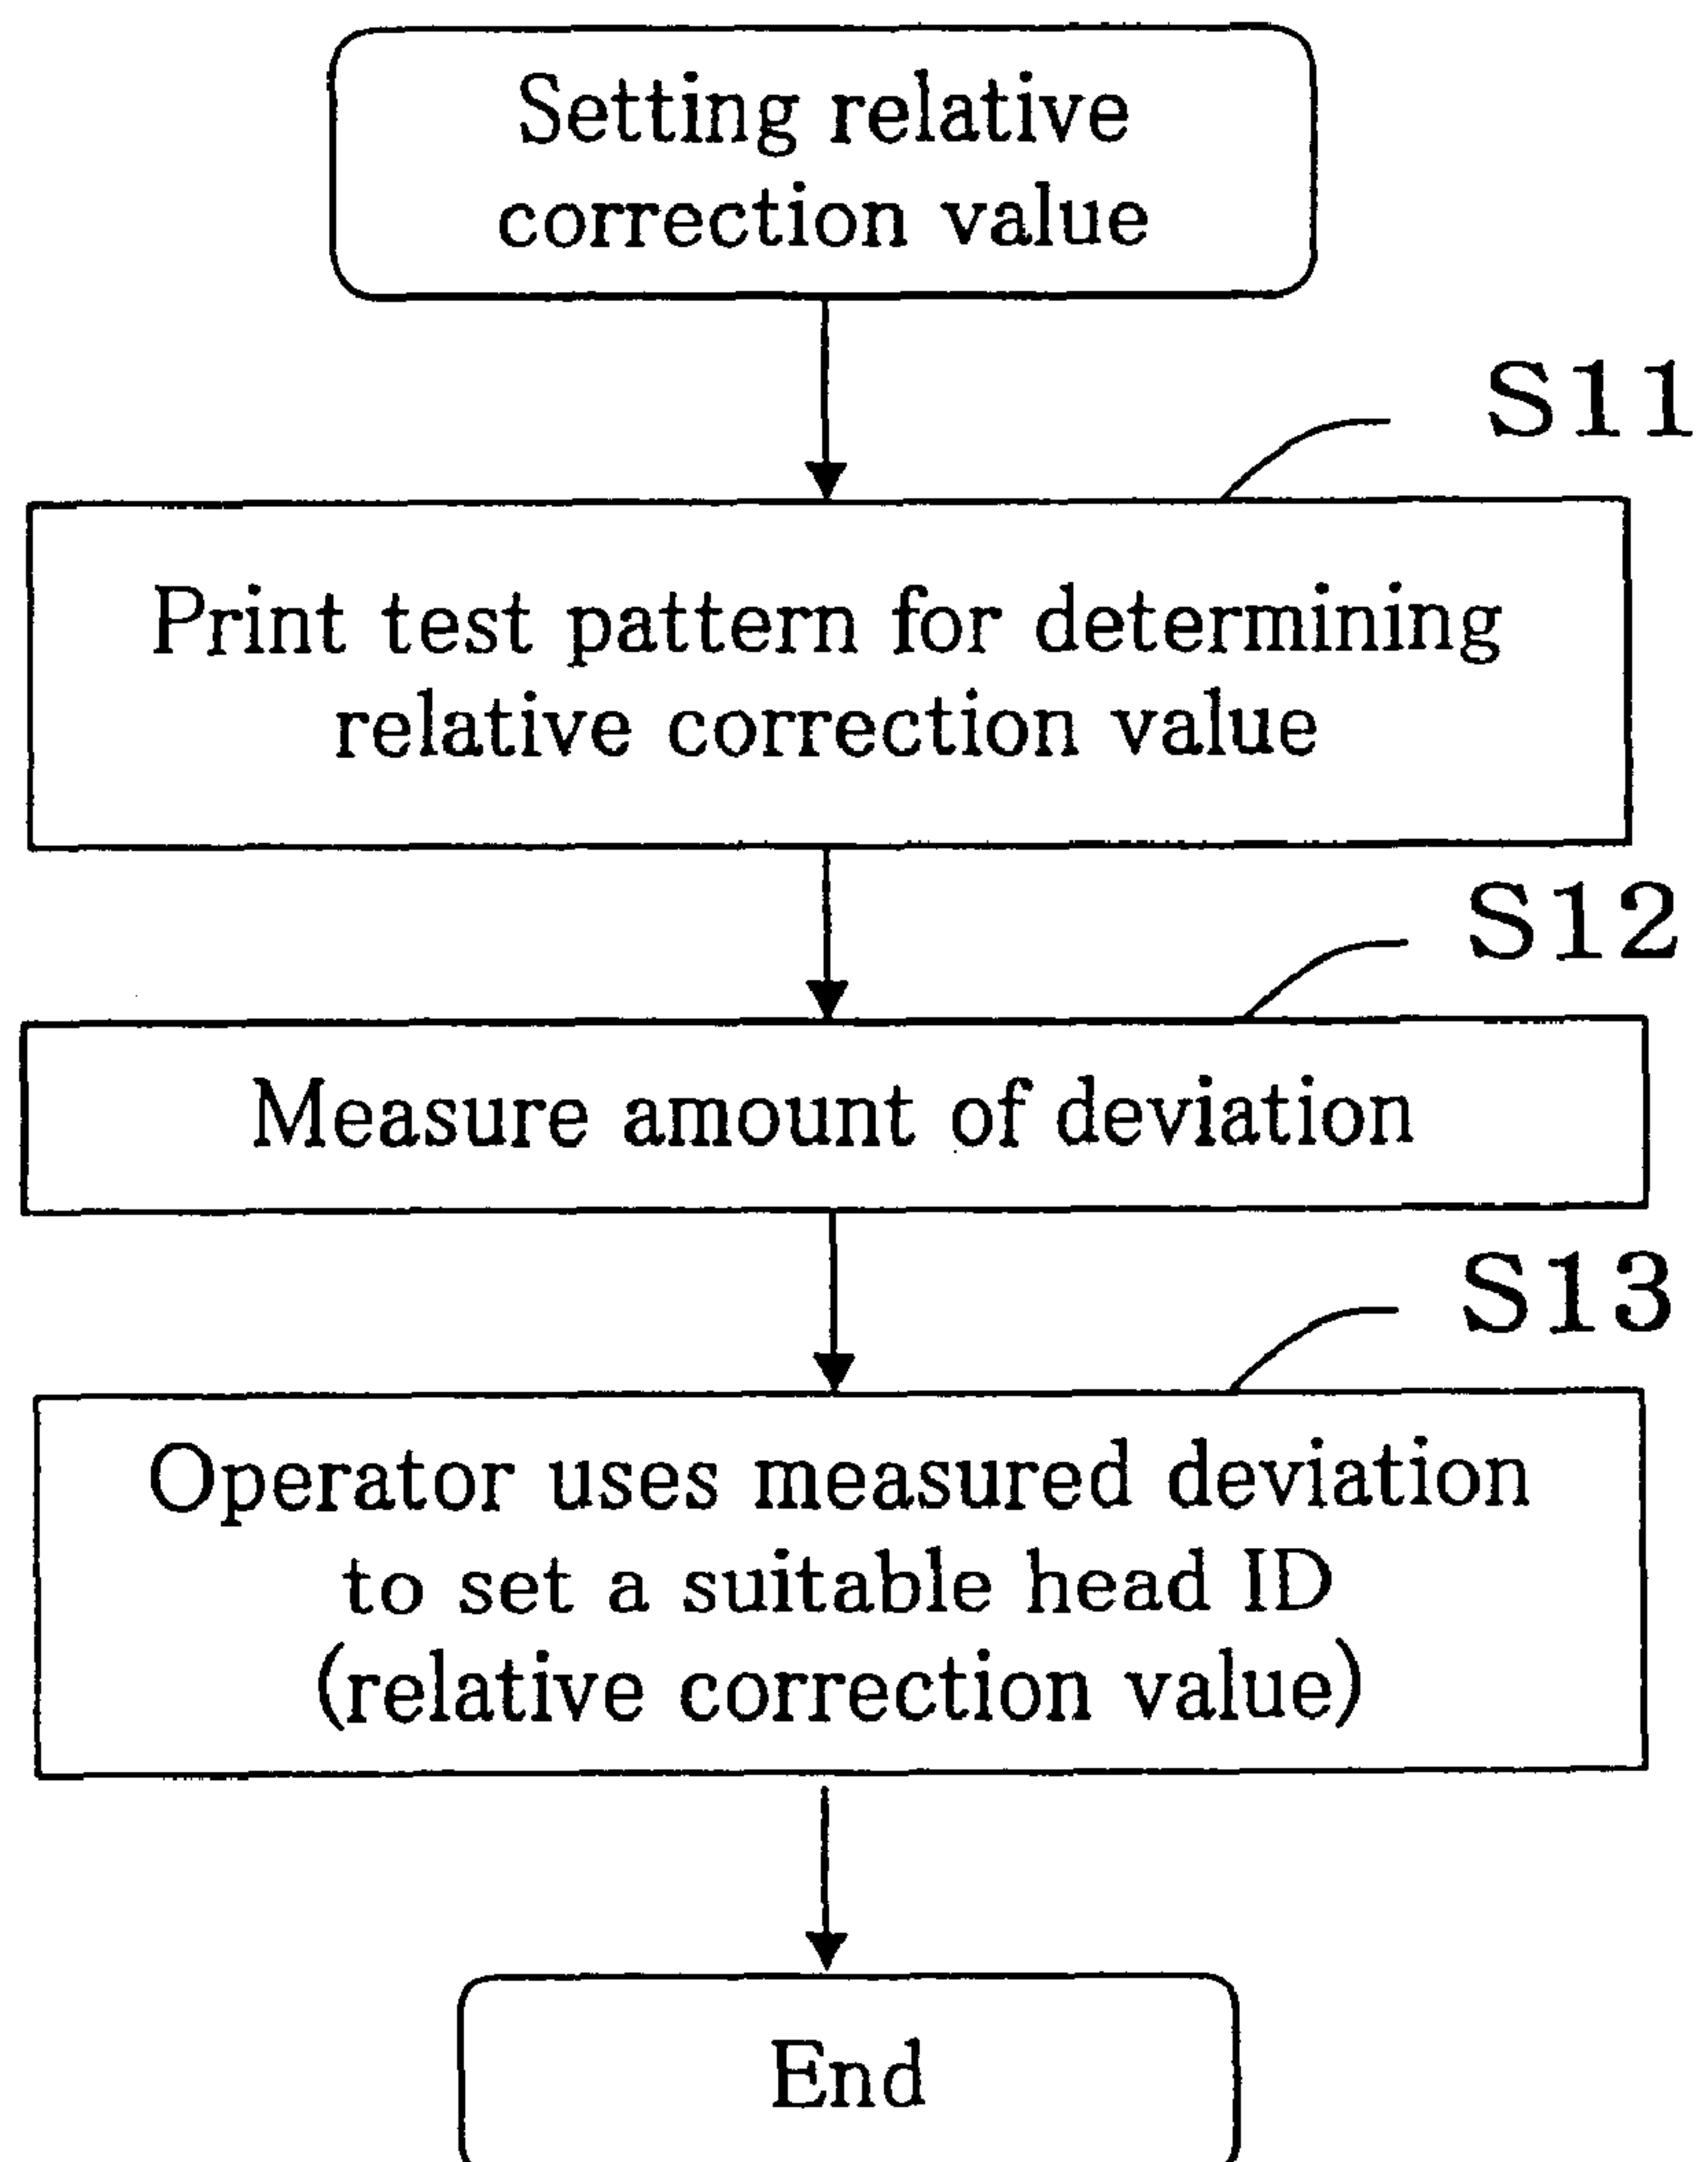 Setting relative
correction value
S11
Print test pattern for determining
relative correction value
S12
Measure amount of deviation
S13
Operator uses measured deviation
to set a suitable head ID
(relative correction value)
End